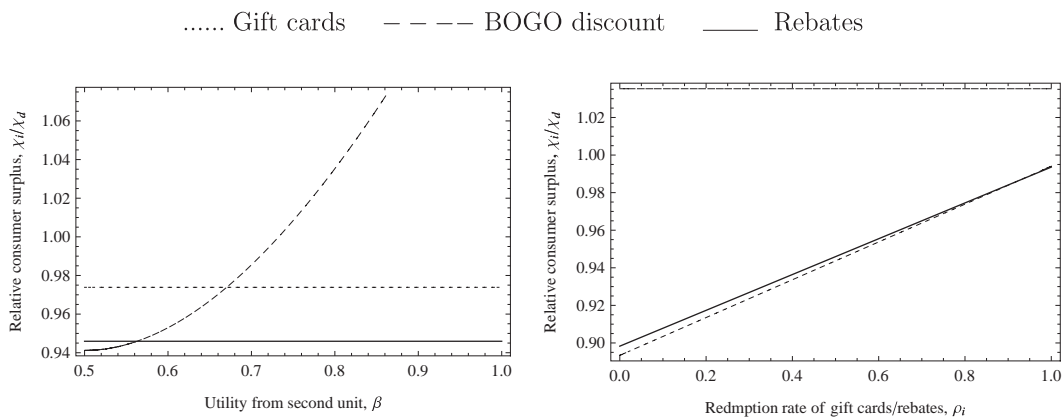 ...... Gift cards — — — BOGO discount —— Rebates
Relative consumer surplus, χi/χd
1.06
1.04
1.02
1.00
0.98
0.96
0.94
0.5 0.6 0.7 0.8 0.9 1.0
Utility from second unit, β
Relative consumer surplus, χi/χd
1.02
1.00
0.98
0.96
0.94
0.92
0.90
0.0 0.2 0.4 0.6 0.8 1.0
Redmption rate of gift cards/rebates, ρi